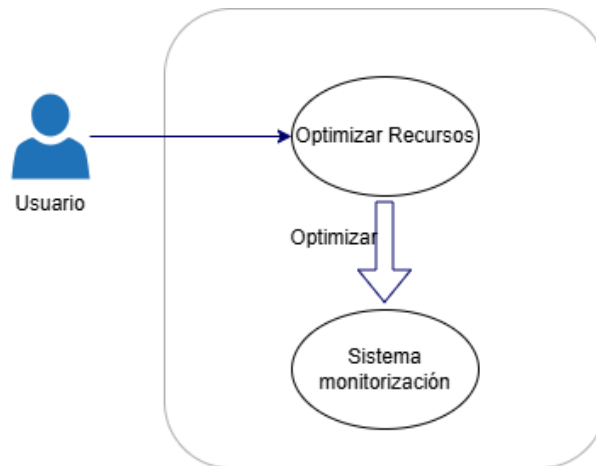 Optimizar Recursos
Usuario
Optimizar
Sistema
monitorización